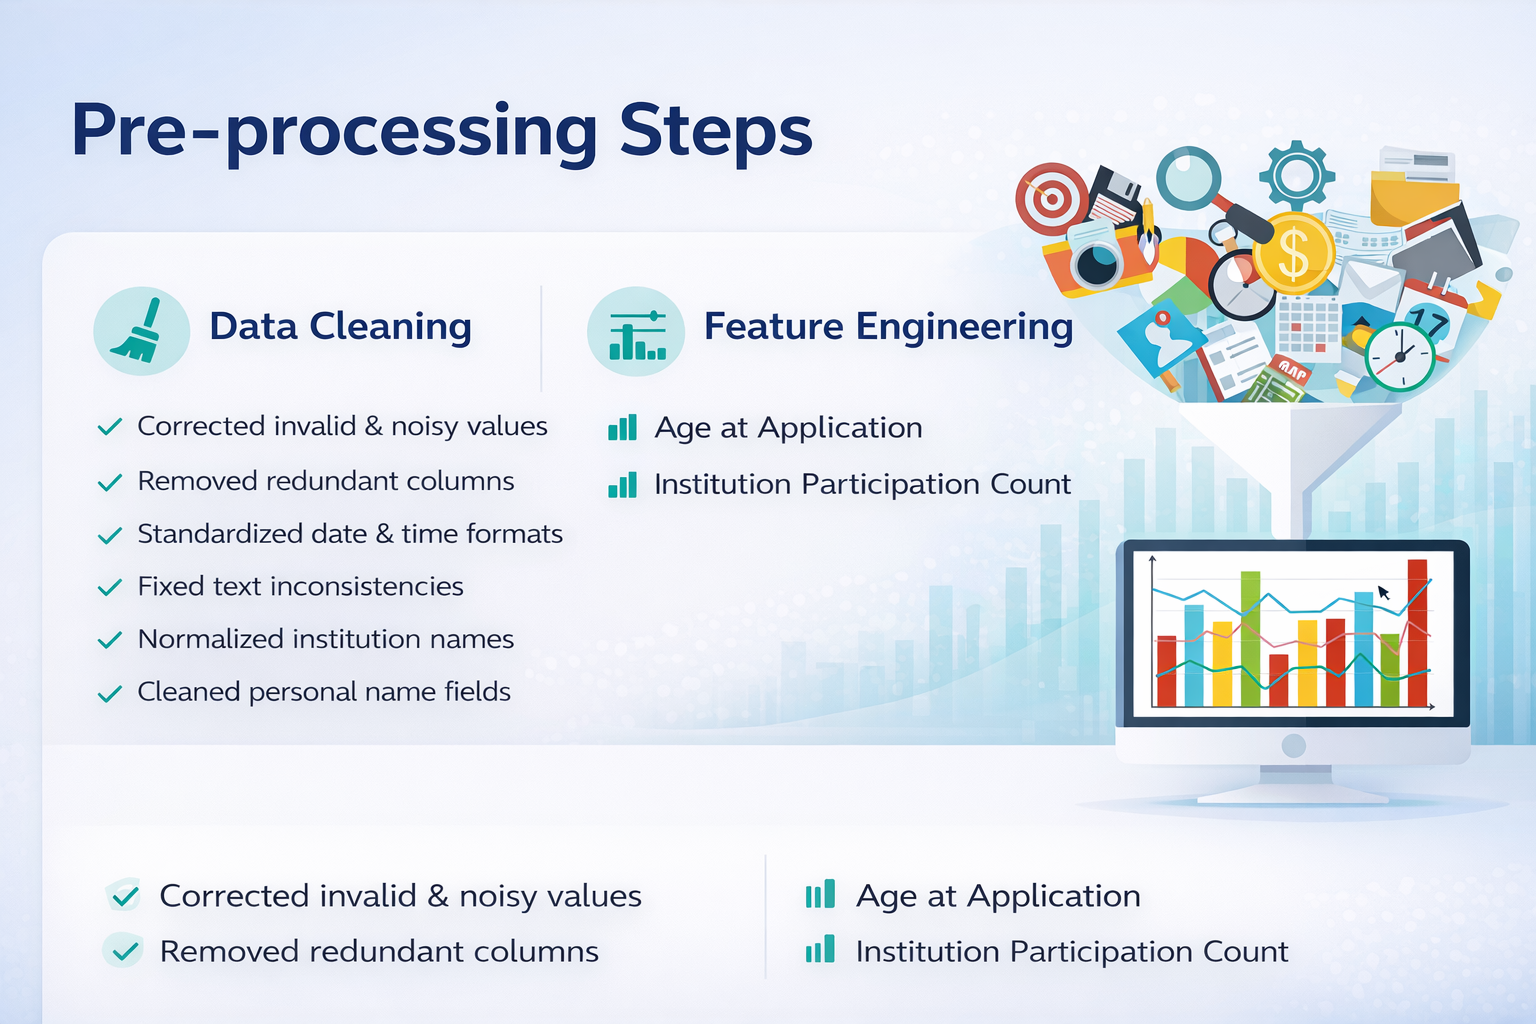 Pre-processing Steps
Data Cleaning
Corrected invalid & noisy values
Removed redundant columns
Standardized date & time formats
Fixed text inconsistencies
Normalized institution names
Cleaned personal name fields
Feature Engineering
Age at Application
Institution Participation Count
$
17
MAP
Corrected invalid & noisy values
Removed redundant columns
Age at Application
Institution Participation Count